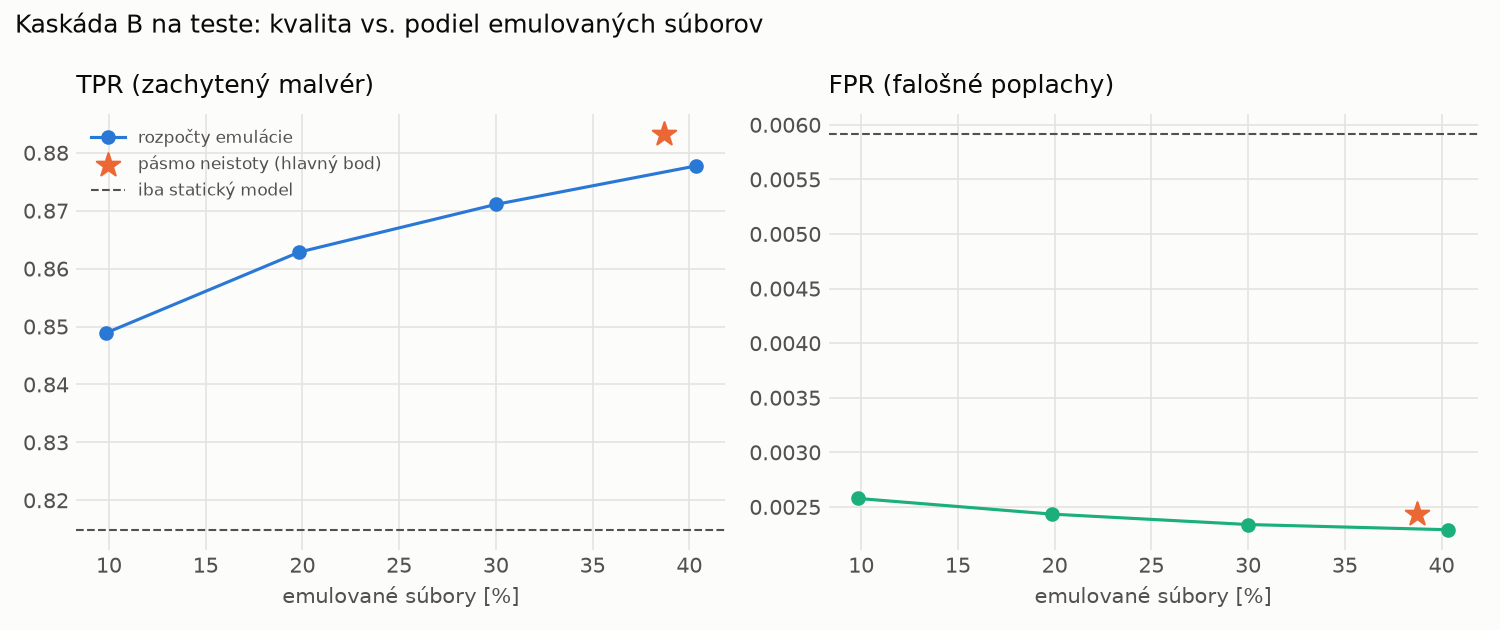 Kaskáda B na teste: kvalita vs. podiel emulovaných súborov
TPR (zachytený malvér)
rozpočty emulácie
pásmo neistoty (hlavný bod)
iba statický model
0.88
0.87
0.86
0.85
0.84
0.83
0.82
10 15 20 25 30 35 40
emulované súbory [%]
FPR (falošné poplachy)
0.0060
0.0055
0.0050
0.0045
0.0040
0.0035
0.0030
0.0025
10 15 20 25 30 35 40
emulované súbory [%]